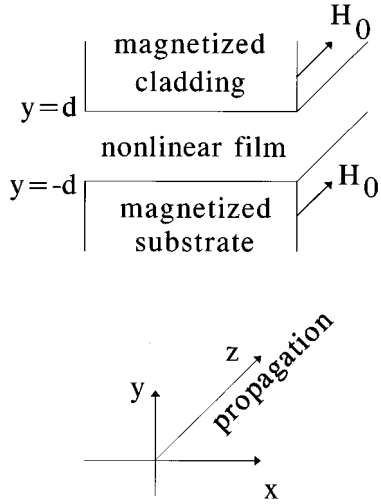 magnetized
cladding
H0
y=d
nonlinear film
y=-d
H0
magnetized
substrate
z
propagation
y
x